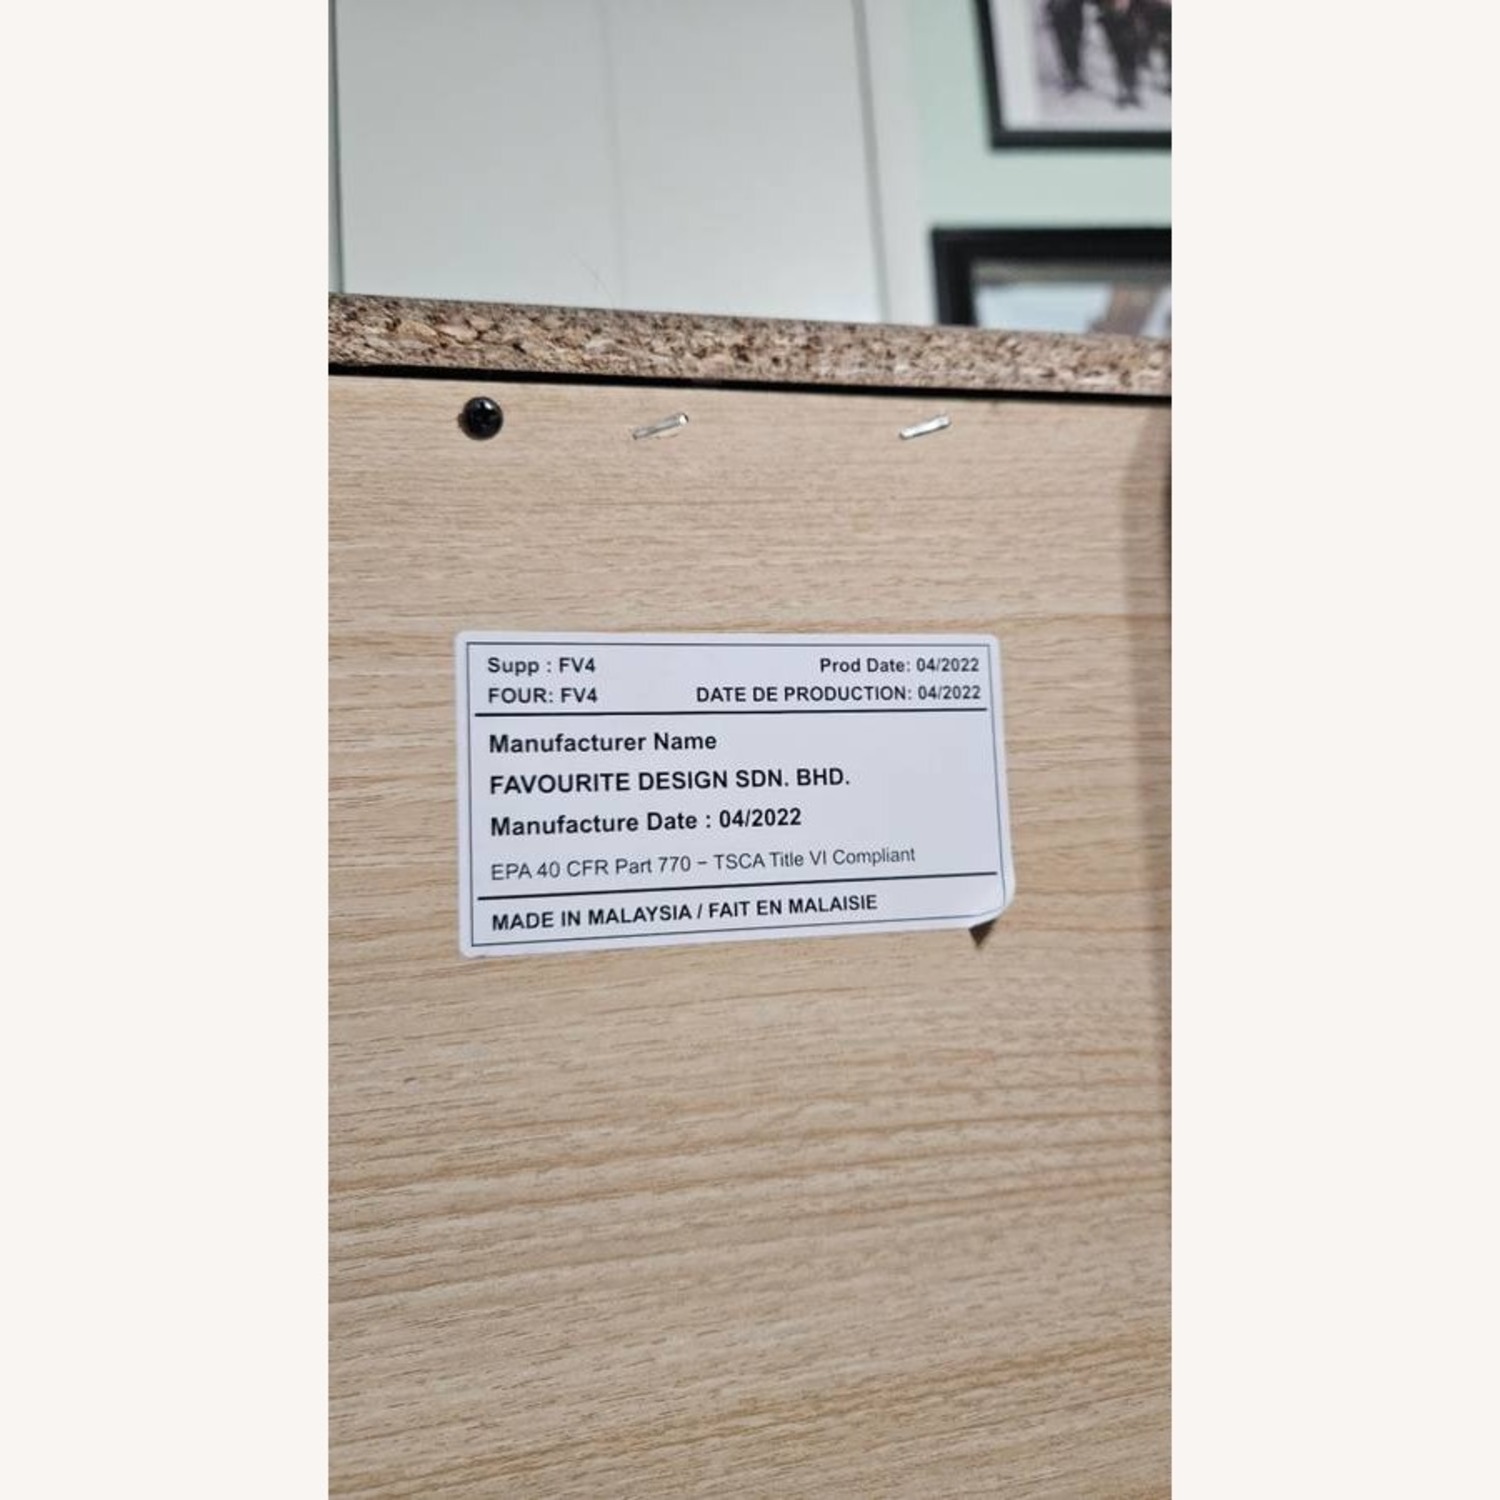 Supp : FV4 Prod Date: 04/2022
FOUR: FV4 DATE DE PRODUCTION: 04/2022
Manufacturer Name
FAVOURITE DESIGN SDN. BHD.
Manufacture Date : 04/2022
EPA 40 CFR Part 770 – TSCA Title VI Compliant
MADE IN MALAYSIA / FAIT EN MALAISIE